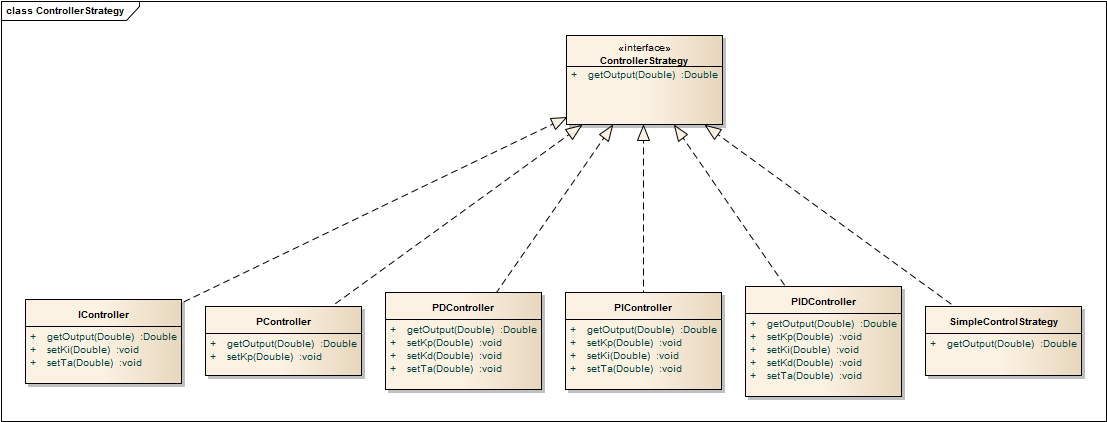 class ControllerStrategy
«interface»
ControllerStrategy
+ getOutput(Double) :Double
IController
+ getOutput(Double) :Double
+ setKi(Double) :void
+ setTa(Double) :void
PController
+ getOutput(Double) :Double
+ setKp(Double) :void
PDController
+ getOutput(Double) :Double
+ setKp(Double) :void
+ setKd(Double) :void
+ setTa(Double) :void
PIController
+ getOutput(Double) :Double
+ setKp(Double) :void
+ setKi(Double) :void
+ setTa(Double) :void
PIDController
+ getOutput(Double) :Double
+ setKp(Double) :void
+ setKi(Double) :void
+ setKd(Double) :void
+ setTa(Double) :void
SimpleControlStrategy
+ getOutput(Double) :Double